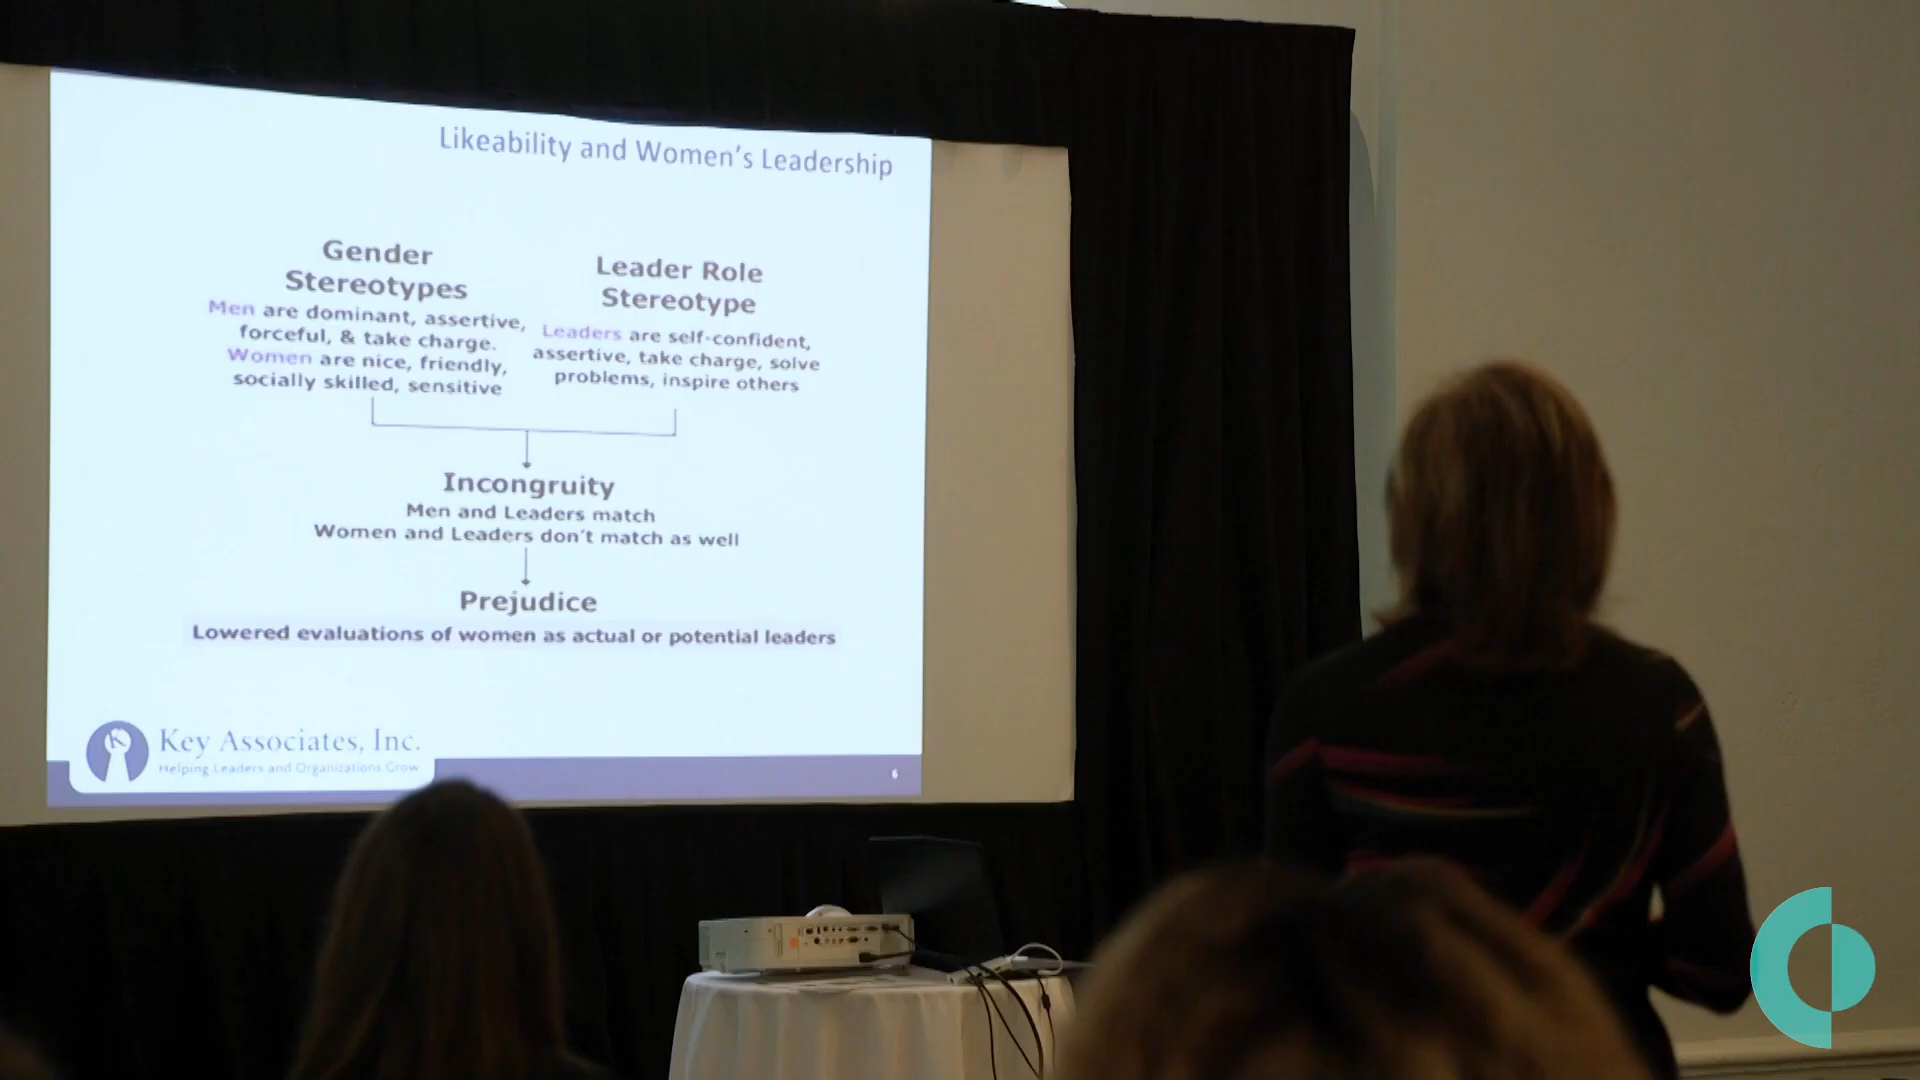 Likeability and Women's Leadership
Gender
Stereotypes
Men are dominant, assertive,
forceful, & take charge.
Women are nice, friendly,
socially skilled, sensitive
Leader Role
Stereotype
Leaders are self-confident,
assertive, take charge, solve
problems, inspire others
Incongruity
Men and Leaders match
Women and Leaders don't match as well
Prejudice
Lowered evaluations of women as actual or potential leaders
K
Key Associates, Inc.
Helping Leaders and Organizations Grow
6